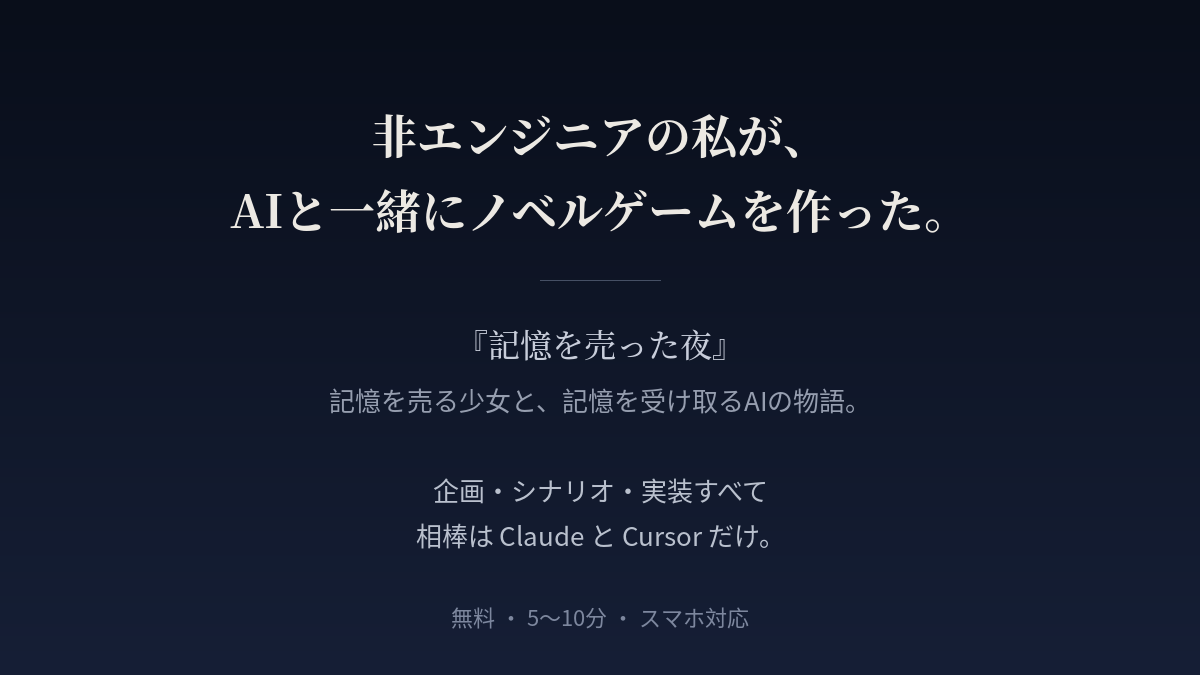 非エンジニアの私が、
AIと一緒にノベルゲームを作った。
『記憶を売った夜』
記憶を売る少女と、記憶を受け取るAIの物語。
企画・シナリオ・実装すべて
相棒は Claude と Cursor だけ。
無料 ・ 5〜10分 ・ スマホ対応